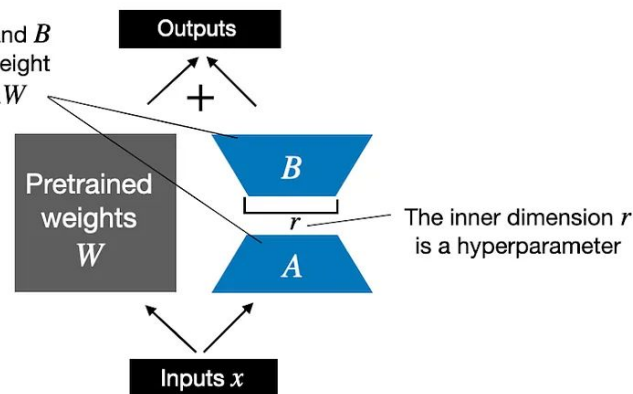 Outputs
and B
eight
W
+
Pretrained
weights
W
B
r
A
The inner dimension r
is a hyperparameter
Inputs x